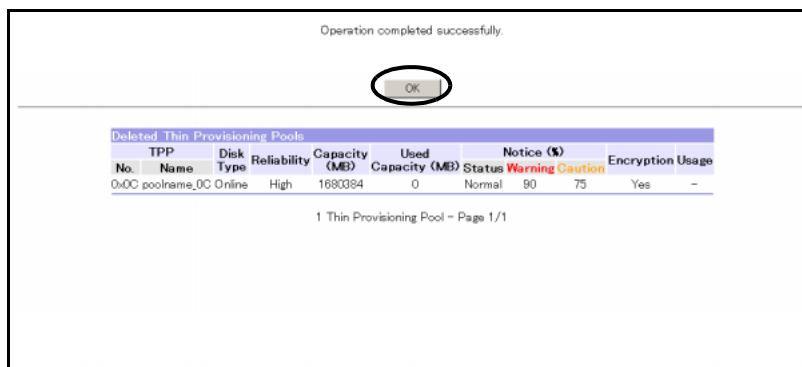 Operation completed successfully.
OK
Deleted Thin Provisioning Pools
TPP Disk Type Reliability Capacity (MB) Used Capacity (MB) Notice (%) Encryption Usage
No. Name Status Warning Caution
0x0C poolname_0C Online High 1680384 0 Normal 90 75 Yes -
1 Thin Provisioning Pool - Page 1/1